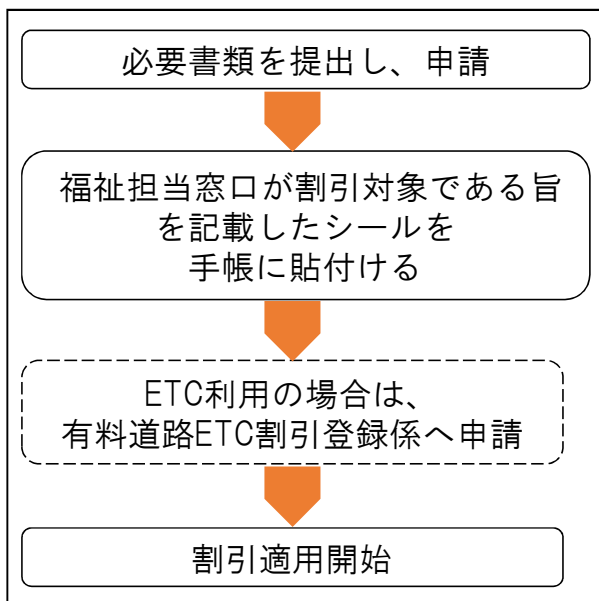 必要書類を提出し、申請
福祉担当窓口が割引対象である旨
を記載したシールを
手帳に貼付ける
ETC利用の場合は、
有料道路ETC割引登録係へ申請
割引適用開始